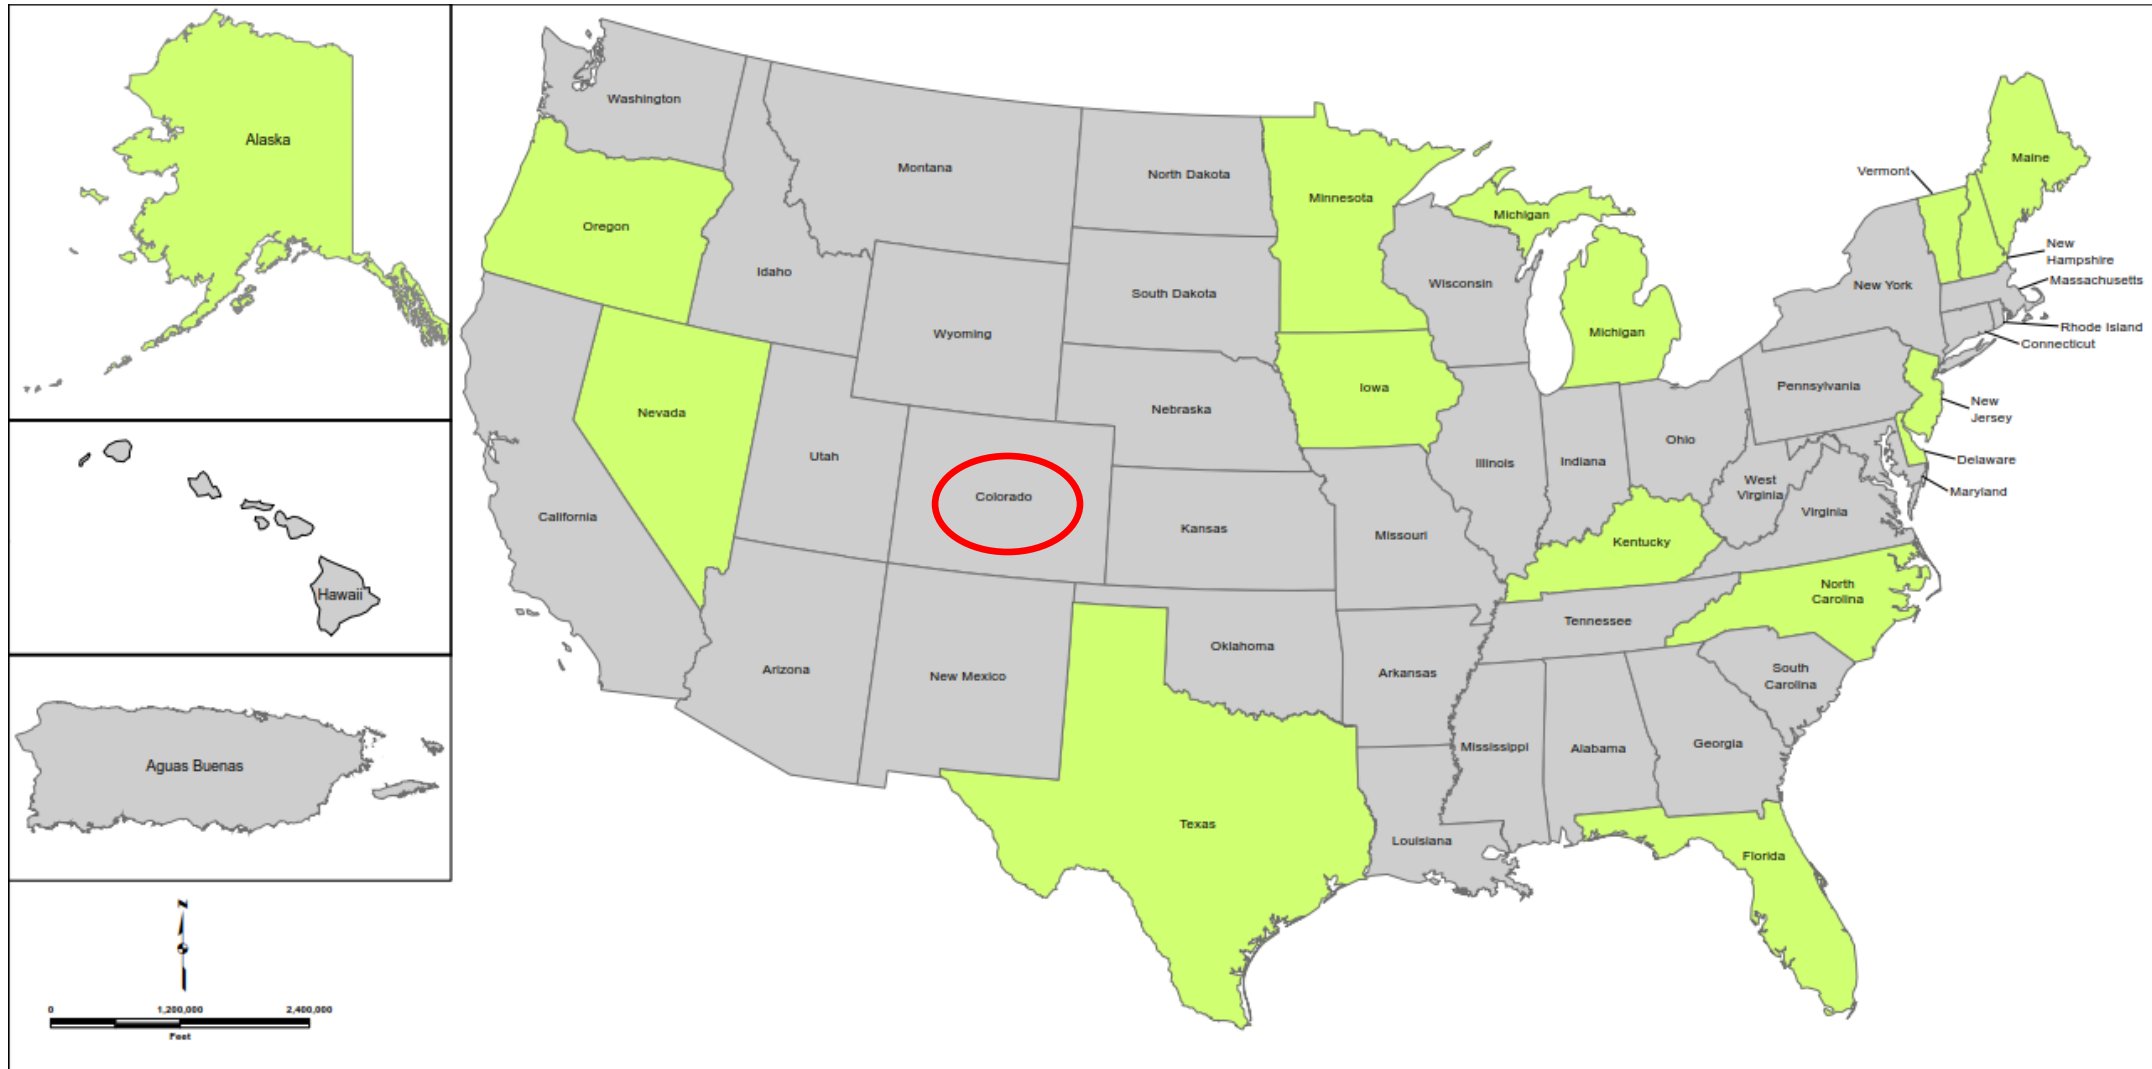 Alaska
Hawaii
Aguas Buenas
N
0 1,200,000 2,400,000
Feet
Washington
Montana
North Dakota
Minnesota
Michigan
Vermont
Maine
Oregon
Idaho
South Dakota
Wisconsin
Michigan
New York
New
Hampshire
Massachusetts
Rhode Island
Connecticut
Wyoming
Nevada
Nebraska
Iowa
Pennsylvania
New
Jersey
Utah
Colorado
California
Kansas
Missouri
Illinois
Indiana
Ohio
West
Virginia
Virginia
Delaware
Maryland
Kentucky
North
Carolina
Tennessee
Arizona
New Mexico
Oklahoma
Arkansas
South
Carolina
Mississippi
Alabama
Georgia
Texas
Louisiana
Florida